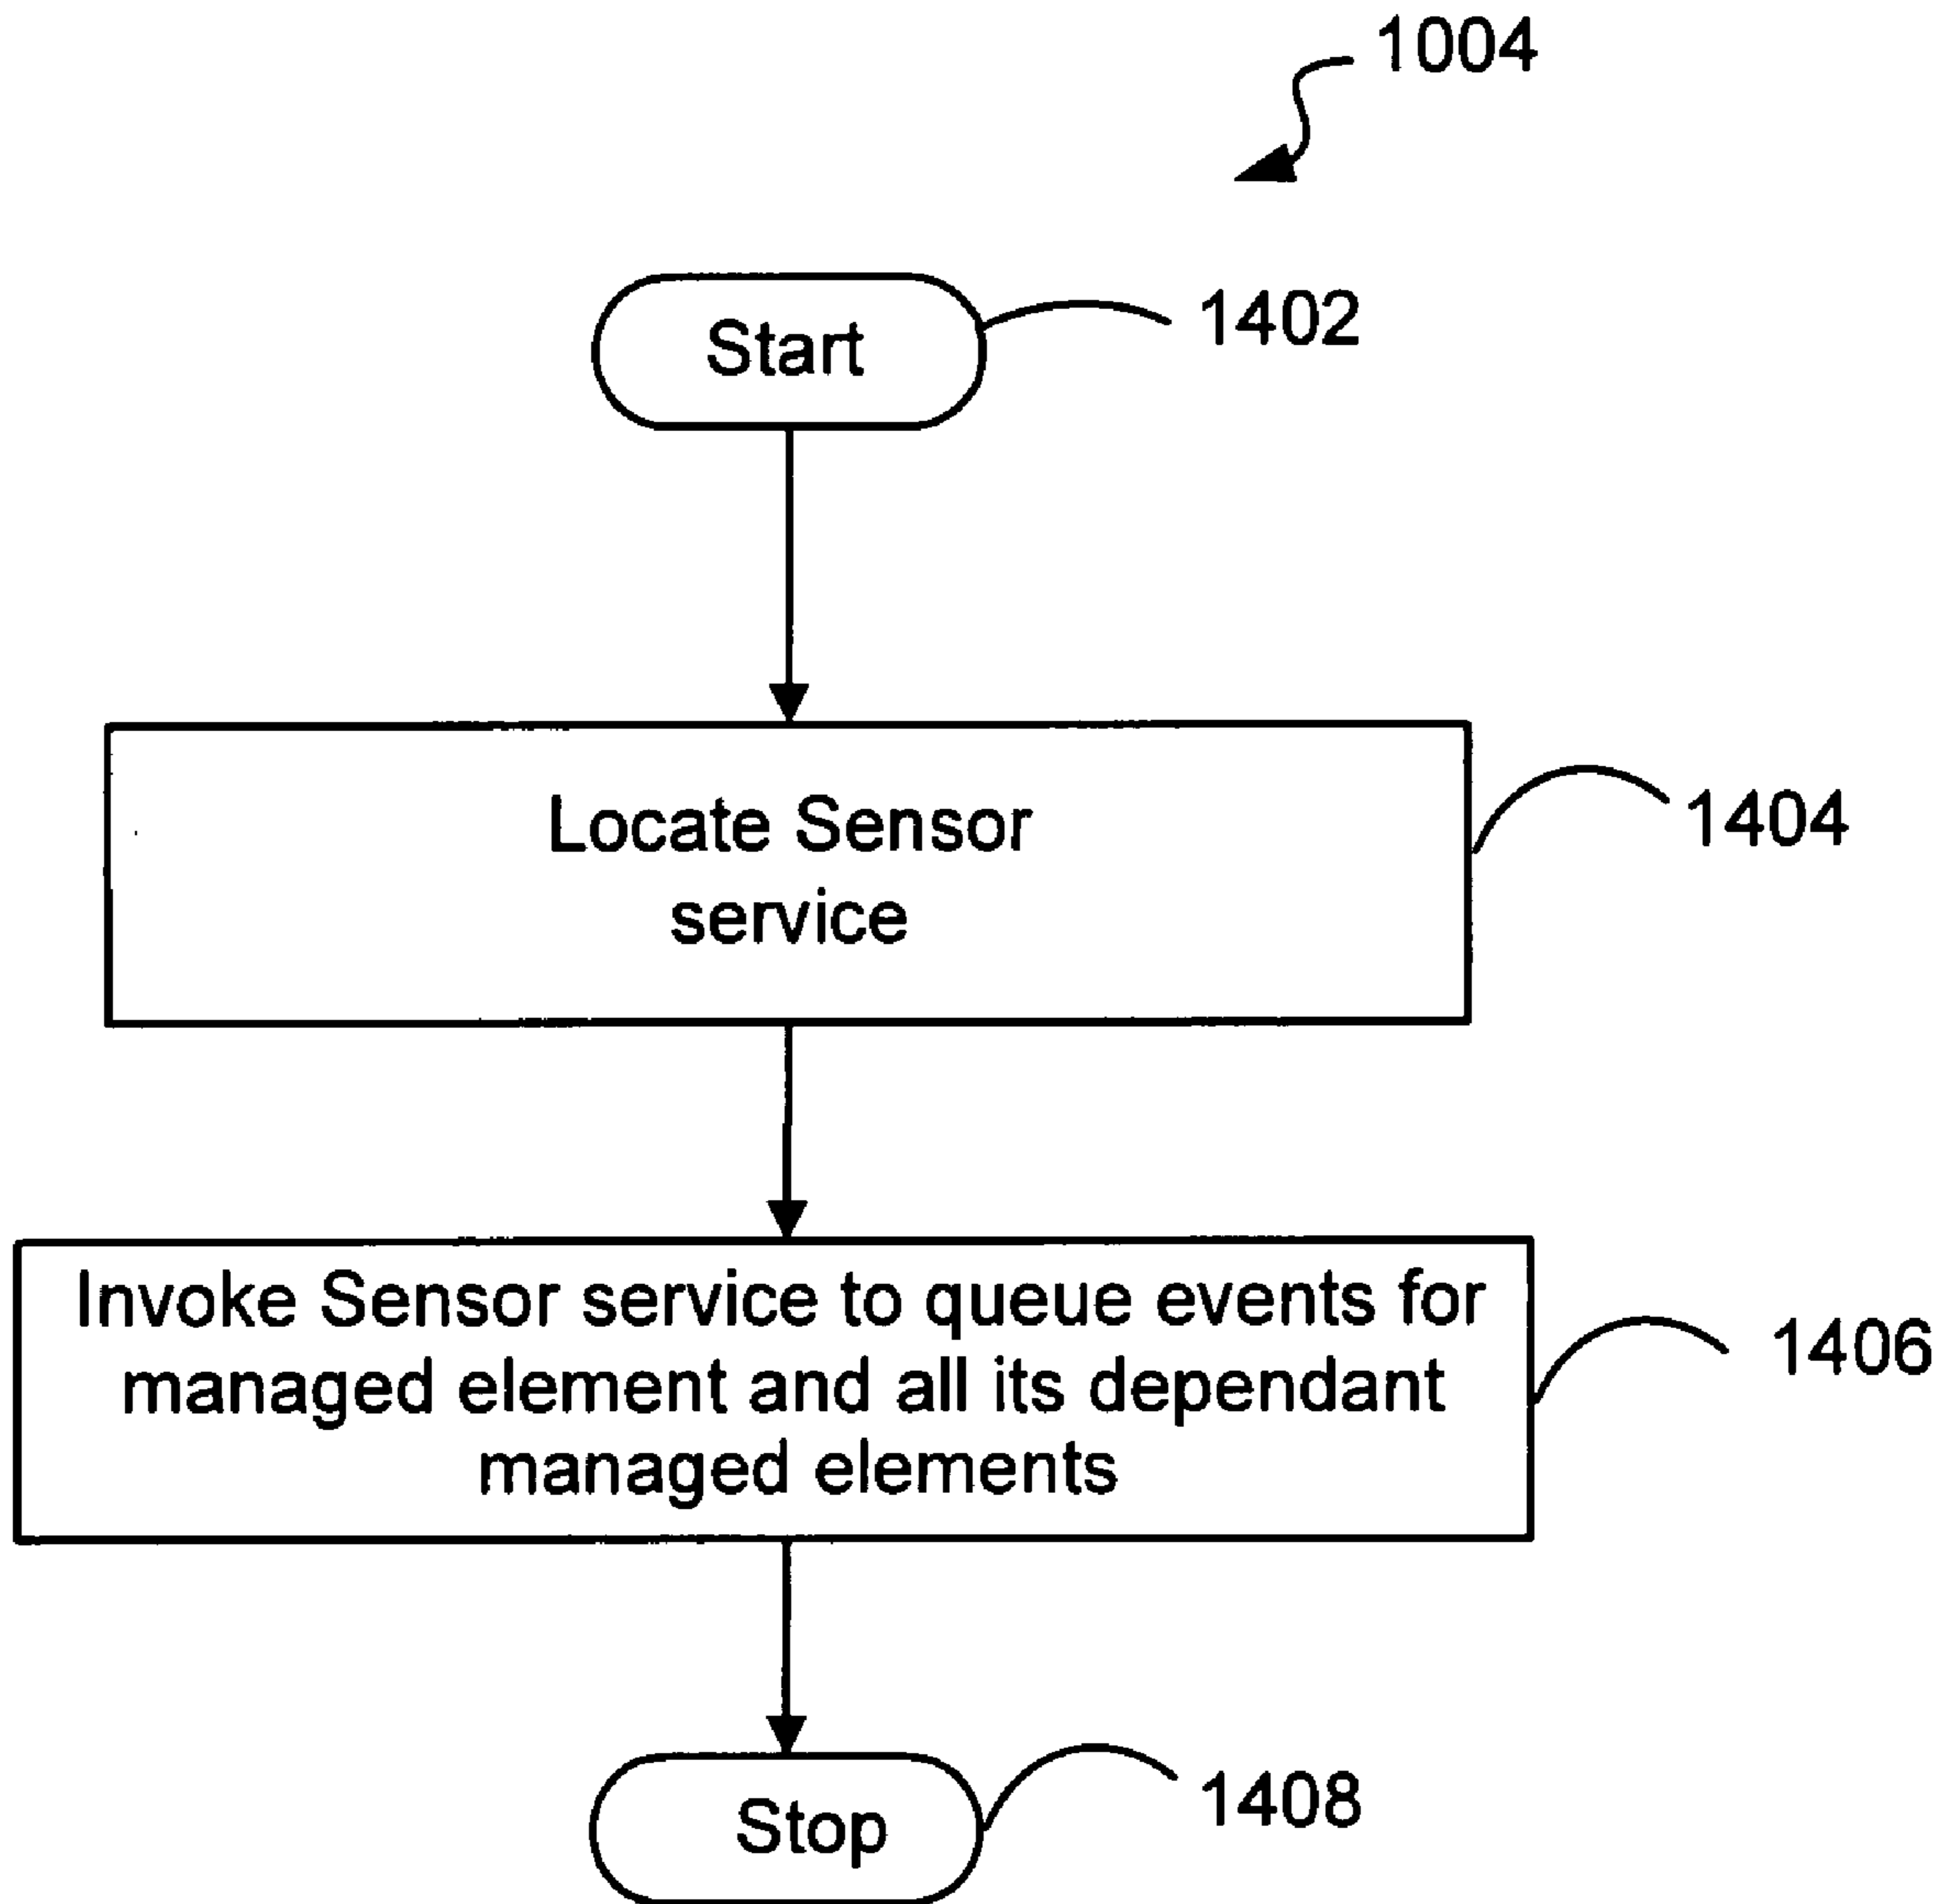 1004
Start
1402
Locate Sensor
service
1404
Invoke Sensor service to queue events for
managed element and all its dependant
managed elements
1406
Stop
1408